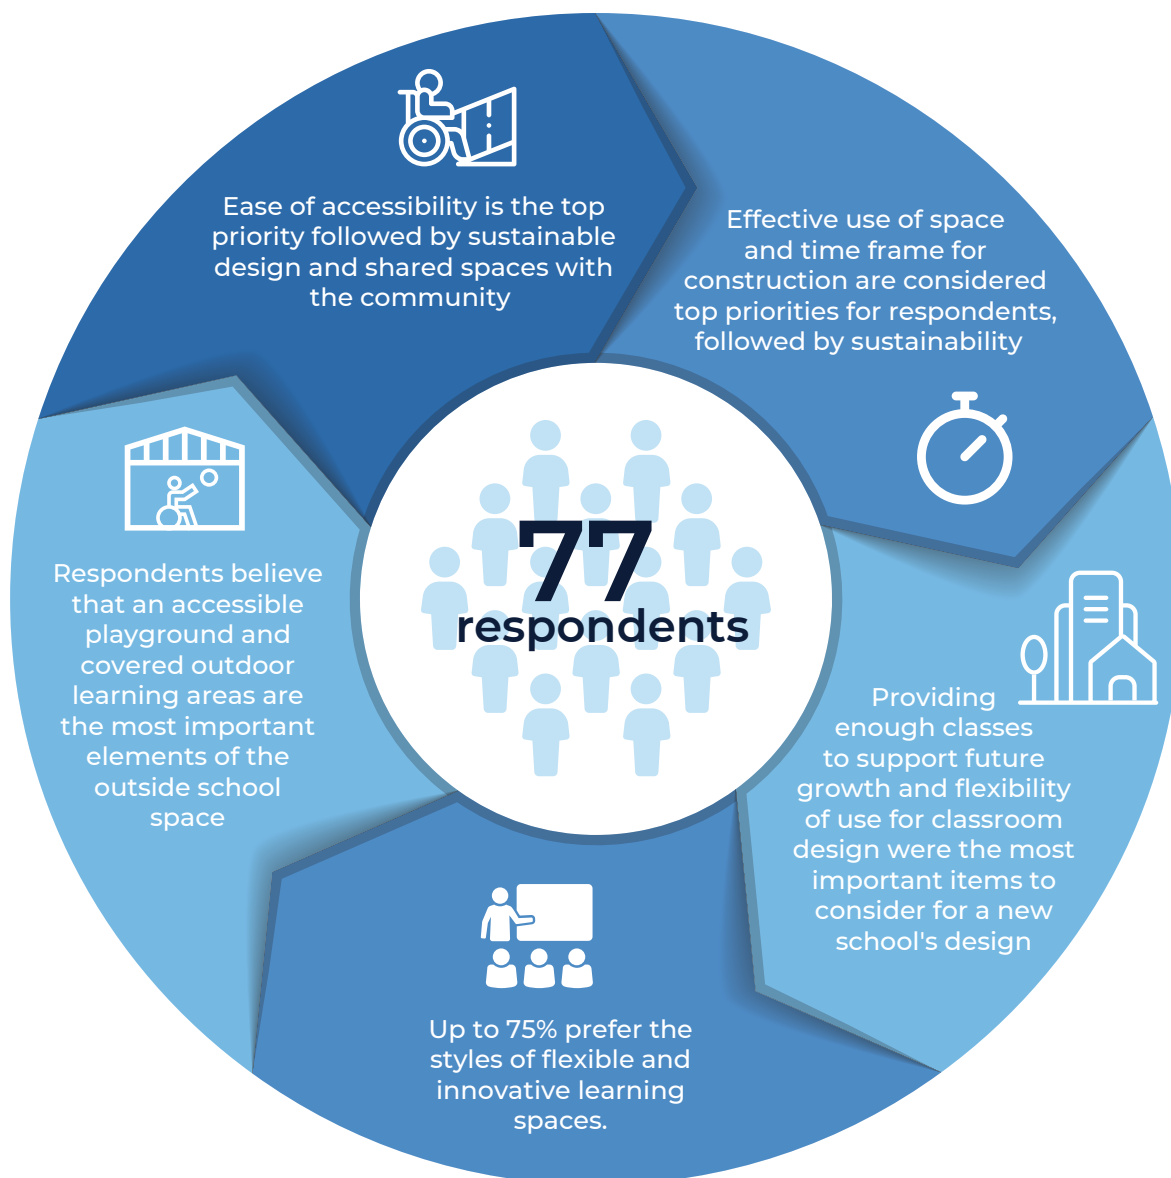 Ease of accessibility is the top
priority followed by sustainable
design and shared spaces with
the community
Effective use of space
and time frame for
construction are considered
top priorities for respondents,
followed by sustainability
Providing
enough classes
to support future
growth and flexibility
of use for classroom
design were the most
important items to
consider for a new
school's design
Up to 75% prefer the
styles of flexible and
innovative learning
spaces.
Respondents believe
that an accessible
playground and
covered outdoor
learning areas are
the most important
elements of the
outside school
space
77
respondents